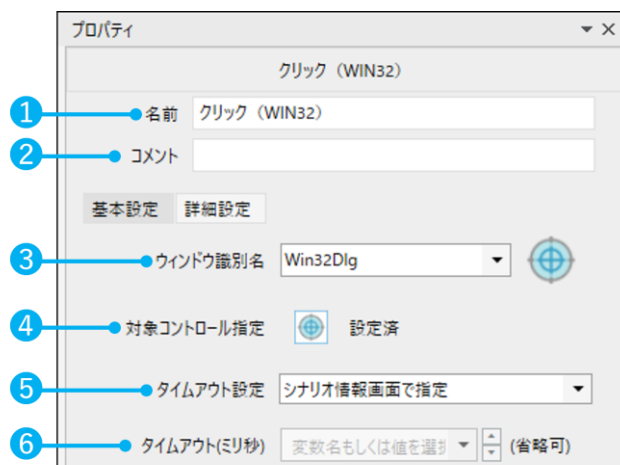 プロパティ
クリック（WIN32）
1 名前 クリック（WIN32）
2 コメント
基本設定 詳細設定
3 ウィンドウ識別名 Win32Dlg
4 対象コントロール指定 設定済
5 タイムアウト設定 シナリオ情報画面で指定
6 タイムアウト(ミリ秒) 変数名もしくは値を選 (省略可)